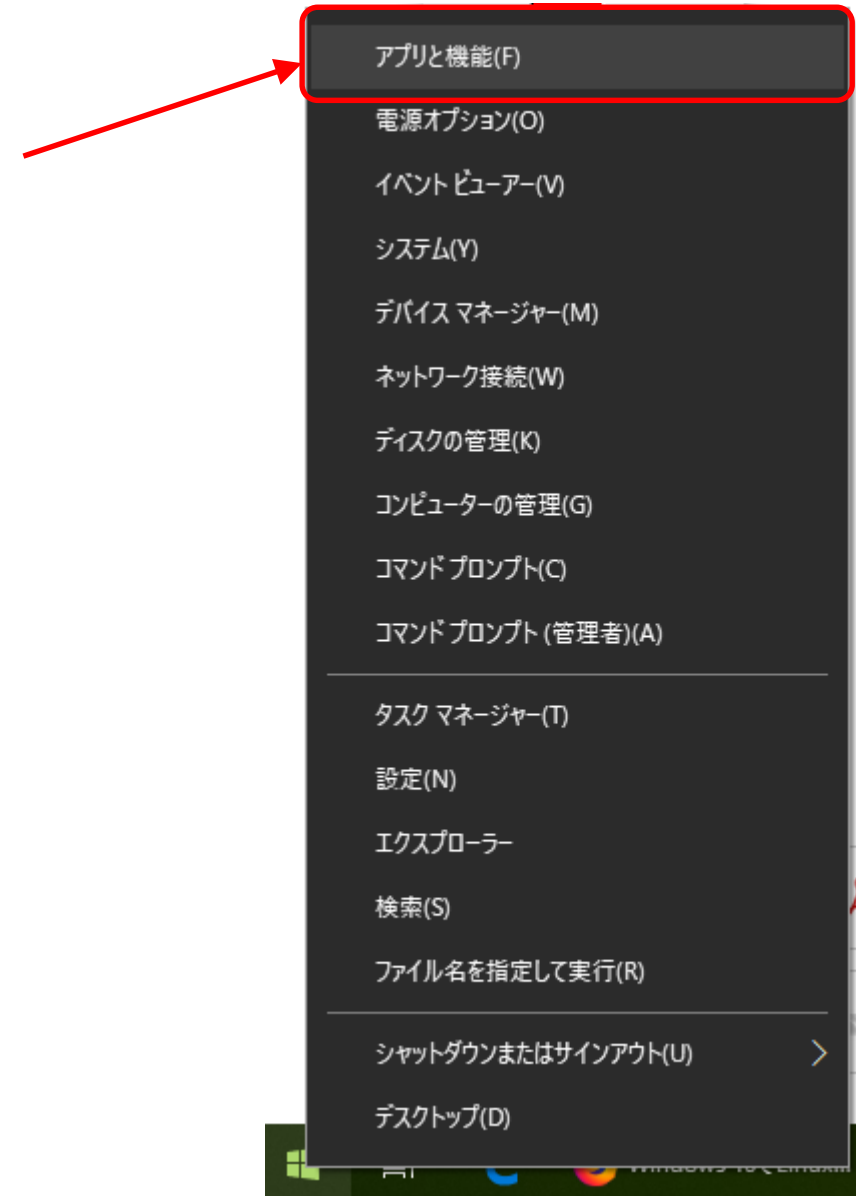 アプリと機能(F)
電源オプション(O)
イベント ビューアー(V)
システム(Y)
デバイス マネージャー(M)
ネットワーク接続(W)
ディスクの管理(K)
コンピューターの管理(G)
コマンド プロンプト(C)
コマンド プロンプト (管理者)(A)
タスク マネージャー(T)
設定(N)
エクスプローラー
検索(S)
ファイル名を指定して実行(R)
シャットダウンまたはサインアウト(U)
デスクトップ(D)